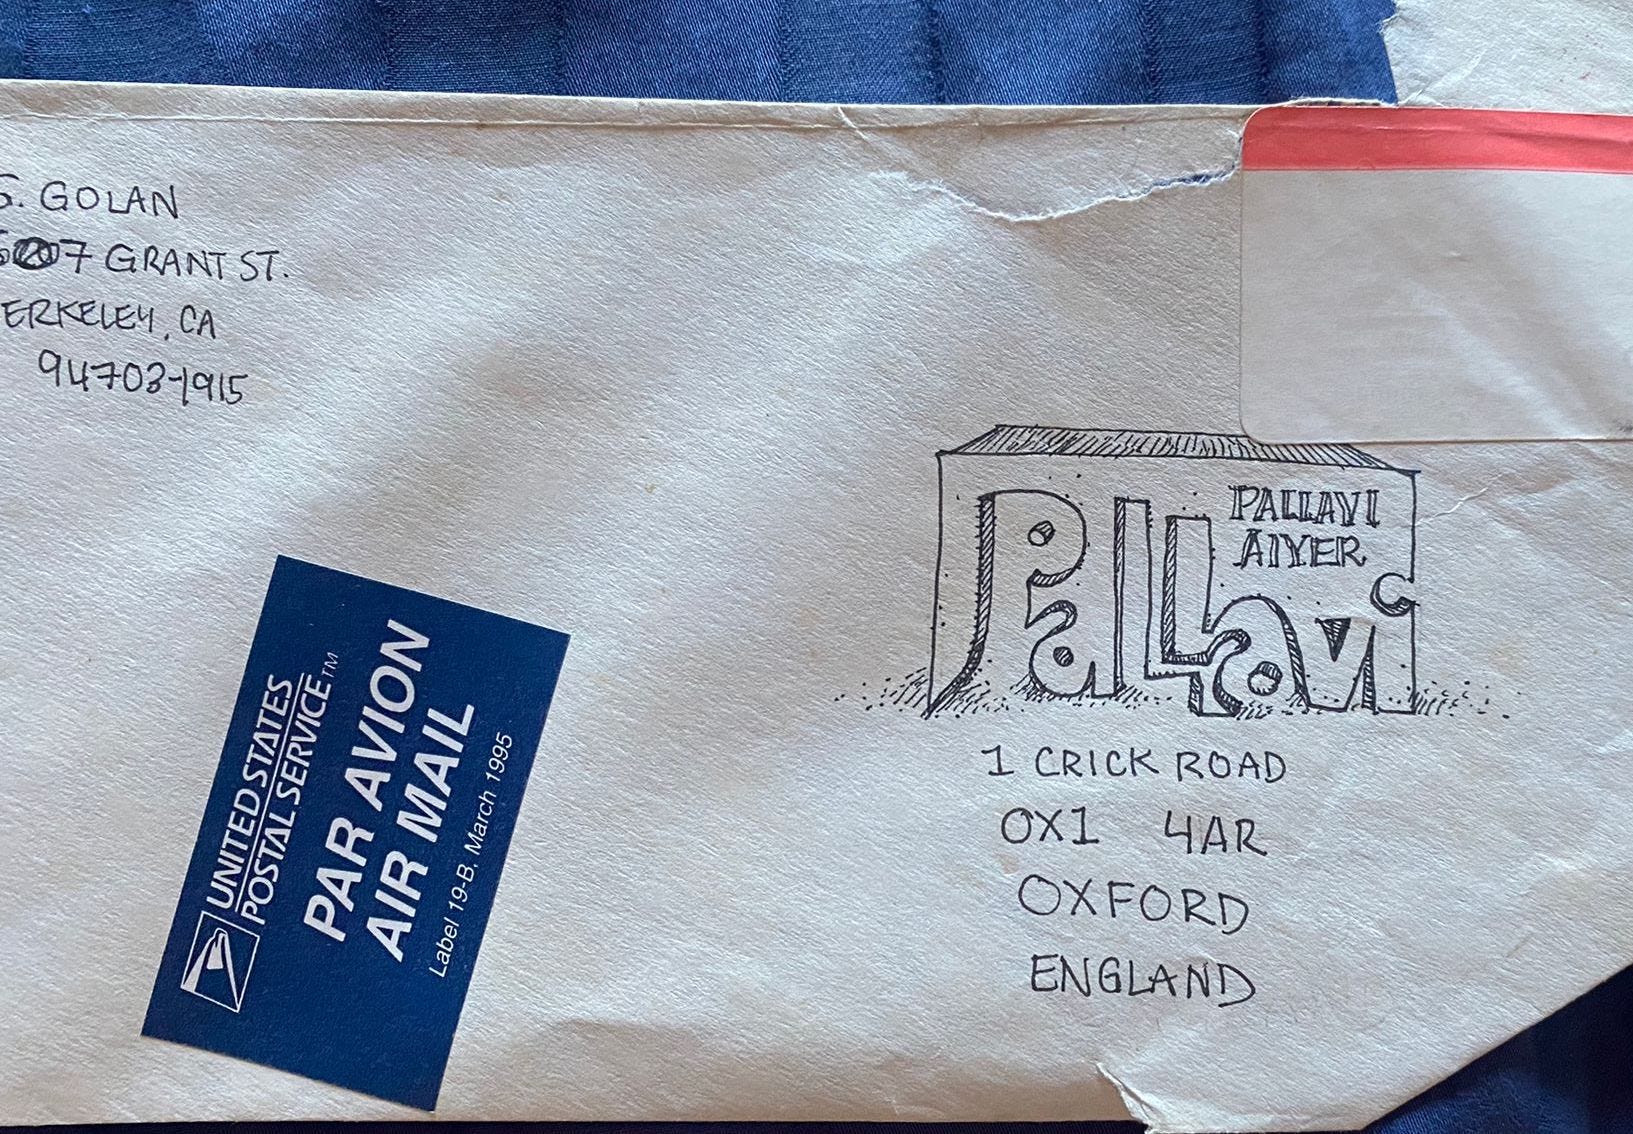 S. GOLAN
7 GRANT ST.
ERKELEY, CA
94703-1915
PALLAVI
PALLAVI
AIYER
1 CRICK ROAD
OX1 4AR
OXFORD
ENGLAND
UNITED STATES
POSTAL SERVICE™
PAR AVION
AIR MAIL
Label 19-B, March 1995